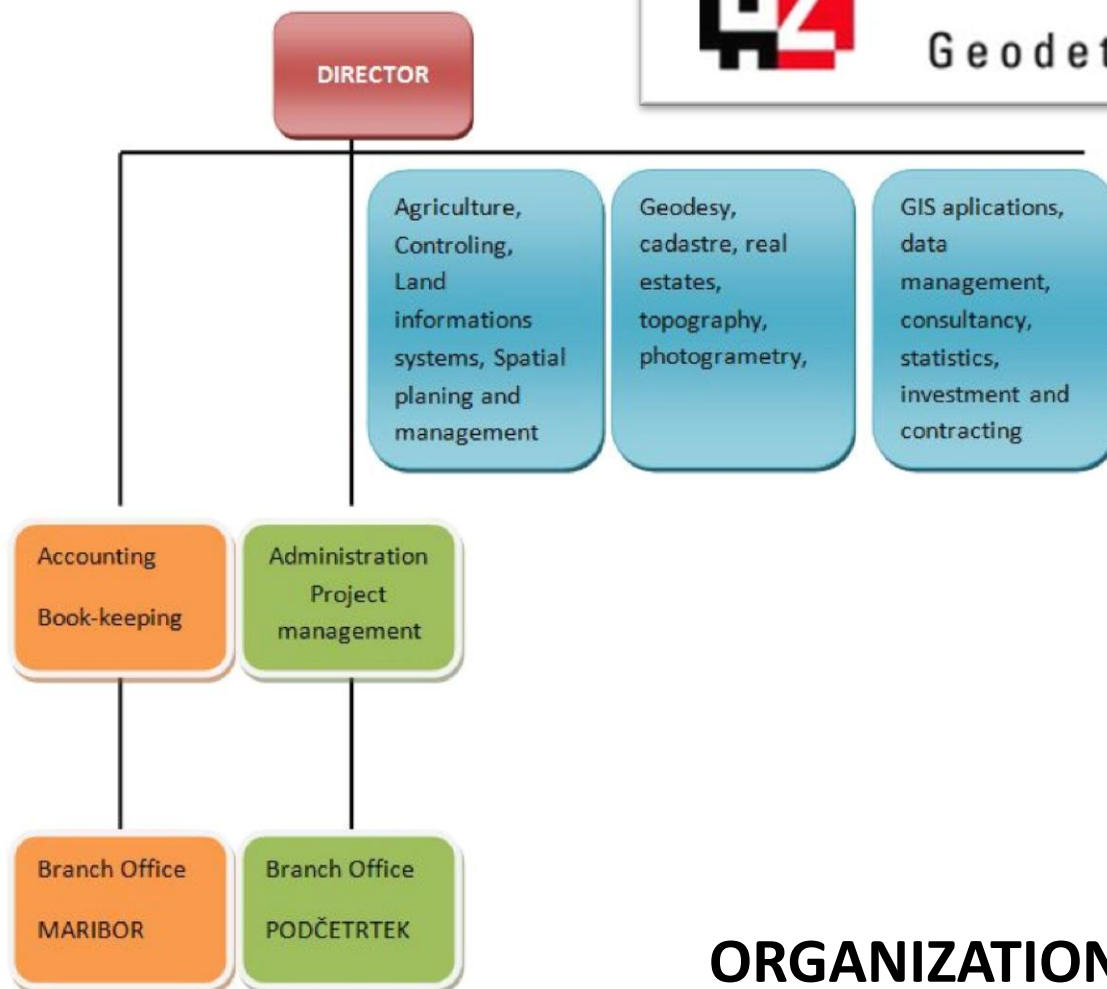 Geodet
DIRECTOR
Agriculture,
Controling,
Land
informations
systems, Spatial
planing and
management
Geodesy,
cadastre, real
estates,
topography,
photogrametry,
GIS aplications,
data
management,
consultancy,
statistics,
investment and
contracting
Accounting
Book-keeping
Administration
Project
management
Branch Office
MARIBOR
Branch Office
PODČETRTEK
ORGANIZATION